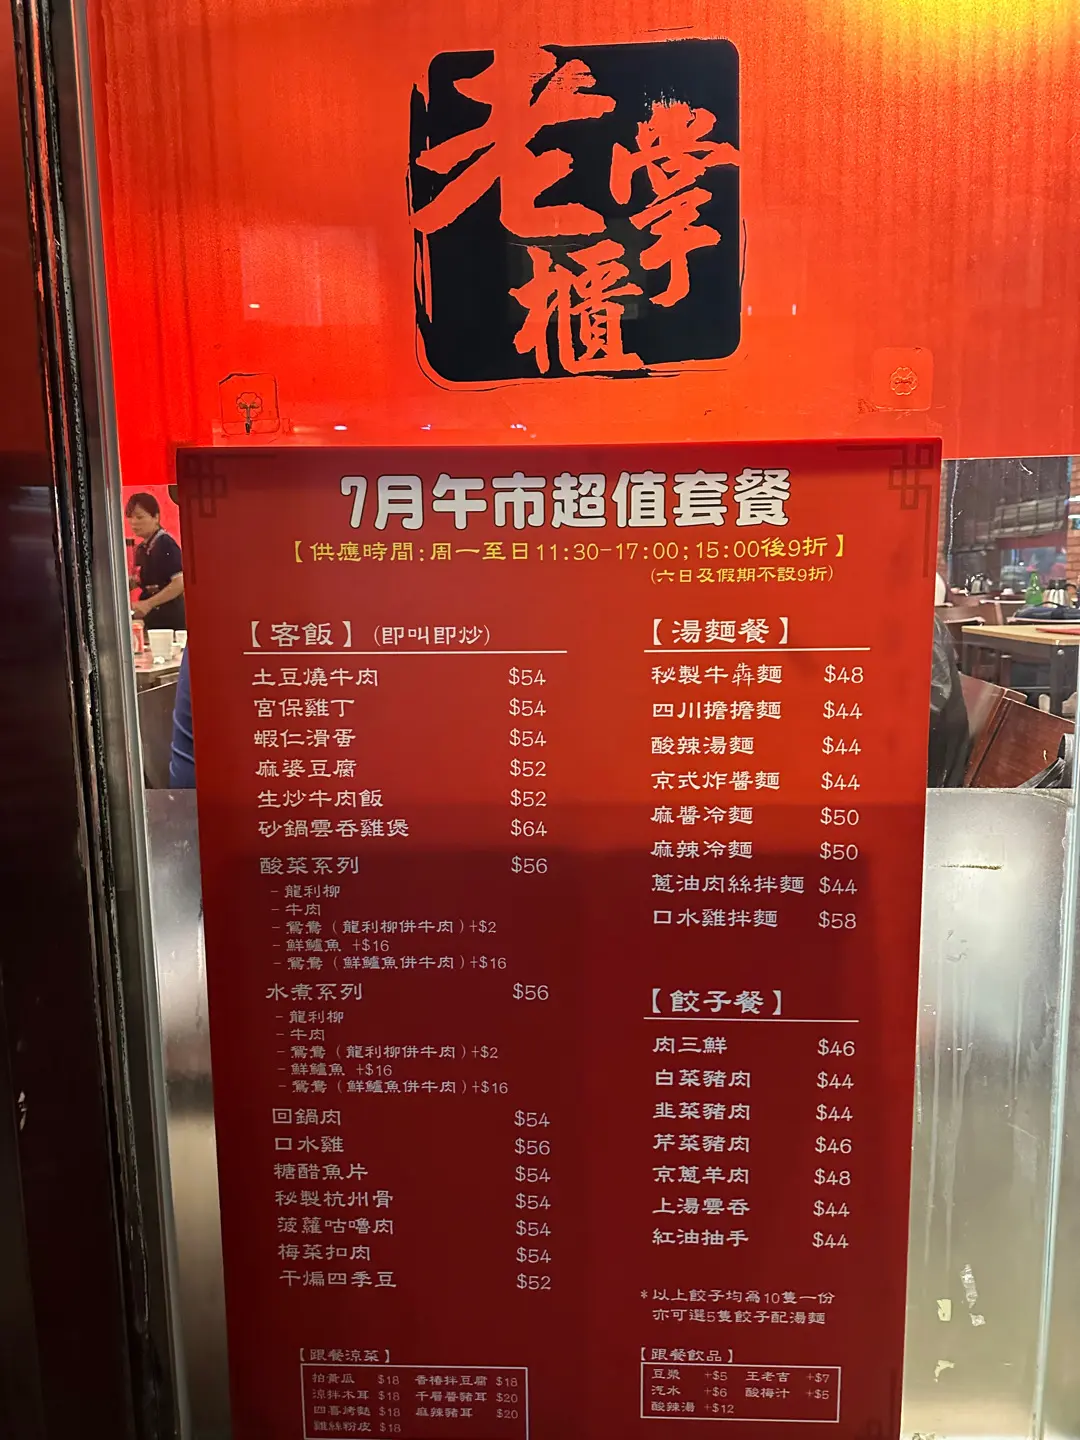 老掌櫃
7月午市超值套餐
【供應時間:周一至日11:30-17:00;15:00後9折】
(六日及假期不設9折)
【客飯】(即叫即炒)
土豆燒牛肉 $54
宮保雞丁 $54
蝦仁滑蛋 $54
麻婆豆腐 $52
生炒牛肉飯 $52
砂鍋雲吞雞煲 $64
酸菜系列 $56
- 龍利柳
- 牛肉
- 鴛鴦(龍利柳併牛肉)+$2
- 鮮鱸魚 +$16
- 鴛鴦(鮮鱸魚併牛肉)+$16
水煮系列 $56
- 龍利柳
- 牛肉
- 鴛鴦(龍利柳併牛肉)+$2
- 鮮鱸魚 +$16
- 鴛鴦(鮮鱸魚併牛肉)+$16
回鍋肉 $54
口水雞 $56
糖醋魚片 $54
秘製杭州骨 $54
菠蘿咕嚕肉 $54
梅菜扣肉 $54
干煸四季豆 $52
【跟餐涼菜】
拍黃瓜 $18 香椿拌豆腐 $18
涼拌木耳 $18 千層醬豬耳 $20
四喜烤麩 $18 麻辣豬耳 $20
雞絲粉皮 $18
【湯麵餐】
秘製牛犇麵 $48
四川擔擔麵 $44
酸辣湯麵 $44
京式炸醬麵 $44
麻醬冷麵 $50
麻辣冷麵 $50
蔥油肉絲拌麵 $44
口水雞拌麵 $58
【餃子餐】
肉三鮮 $46
白菜豬肉 $44
韭菜豬肉 $44
芹菜豬肉 $46
京蔥羊肉 $48
上湯雲吞 $44
紅油抽手 $44
*以上餃子均為10隻一份
亦可選5隻餃子配湯麵
【跟餐飲品】
豆漿 +$5 王老吉 +$7
汽水 +$6 酸梅汁 +$5
酸辣湯 +$12